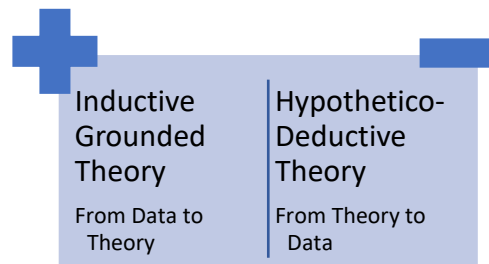 Inductive
Grounded
Theory
From Data to
Theory
Hypothetico-
Deductive
Theory
From Theory to
Data